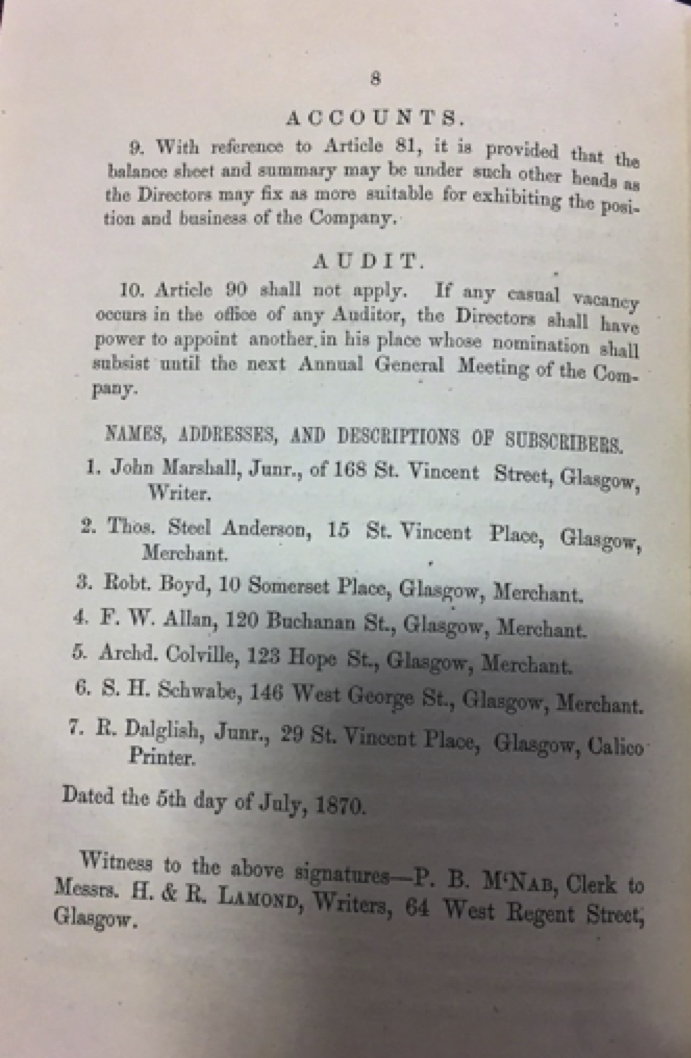 8
ACCOUNTS.
9. With reference to Article 81, it is provided that the
balance sheet and summary may be under such other heads as
the Directors may fix as more suitable for exhibiting the posi-
tion and business of the Company.
AUDIT.
10. Article 90 shall not apply. If any casual vacancy
occurs in the office of any Auditor, the Directors shall have
power to appoint another in his place whose nomination shall
subsist until the next Annual General Meeting of the Com-
pany.
NAMES, ADDRESSES, AND DESCRIPTIONS OF SUBSCRIBERS.
1. John Marshall, Junr., of 168 St. Vincent Street, Glasgow,
Writer.
2. Thos. Steel Anderson, 15 St. Vincent Place, Glasgow,
Merchant.
3. Robt. Boyd, 10 Somerset Place, Glasgow, Merchant.
4. F. W. Allan, 120 Buchanan St., Glasgow, Merchant.
5. Archd. Colville, 123 Hope St., Glasgow, Merchant.
6. S. H. Schwabe, 146 West George St., Glasgow, Merchant.
7. R. Dalglish, Junr., 29 St. Vincent Place, Glasgow, Calico
Printer.
Dated the 5th day of July, 1870.
Witness to the above signatures—P. B. M‘NAB, Clerk to
Messrs. H. & R. LAMOND, Writers, 64 West Regent Street,
Glasgow.